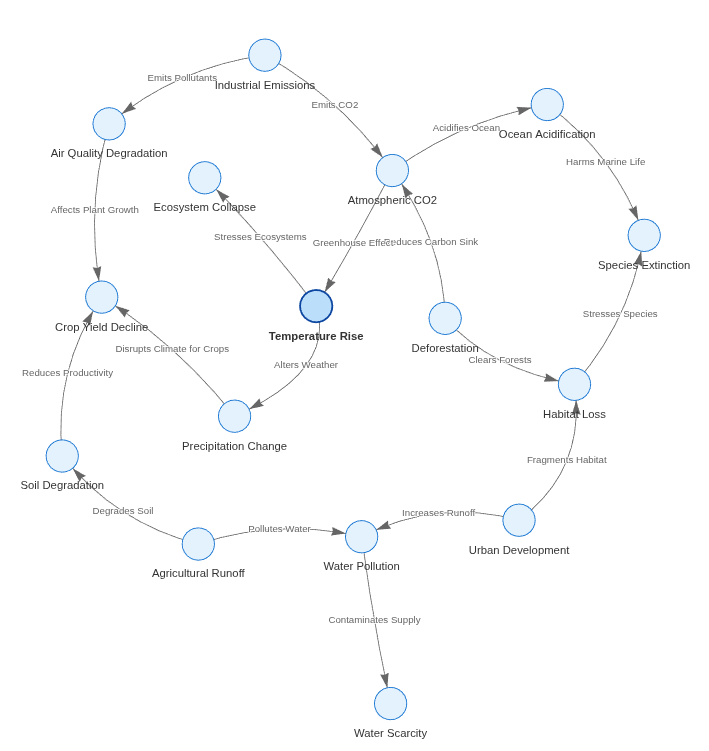 Emits Pollutants
Industrial Emissions
Emits CO2
Acidifies Ocean
Ocean Acidification
Air Quality Degradation
Harms Marine Life
Atmospheric CO2
Ecosystem Collapse
Affects Plant Growth
Stresses Ecosystems
Greenhouse Effect
Reduces Carbon Sink
Species Extinction
Crop Yield Decline
Temperature Rise
Stresses Species
Disrupts Climate for Crops
Deforestation
Clears Forests
Alters Weather
Reduces Productivity
Habitat Loss
Precipitation Change
Fragments Habitat
Soil Degradation
Degrades Soil
Pollutes Water
Increases Runoff
Urban Development
Agricultural Runoff
Water Pollution
Contaminates Supply
Water Scarcity